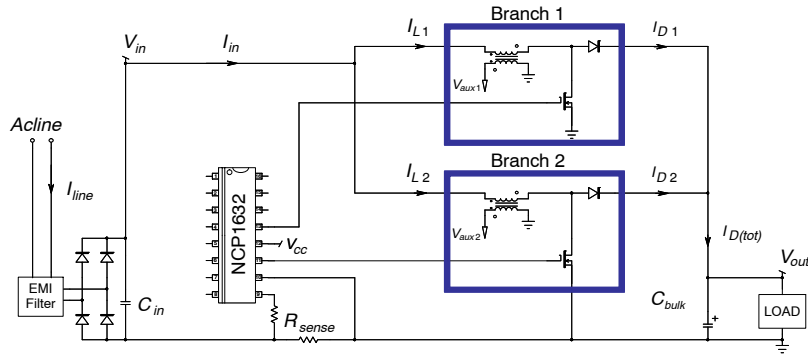 Branch 1
V_in
I_in
I_L1
I_D1
V_aux1
Acline
I_line
Branch 2
I_L2
I_D2
NCP1632
V_cc
V_aux2
I_D(tot)
V_out
EMI
Filter
C_in
R_sense
C_bulk
+
LOAD